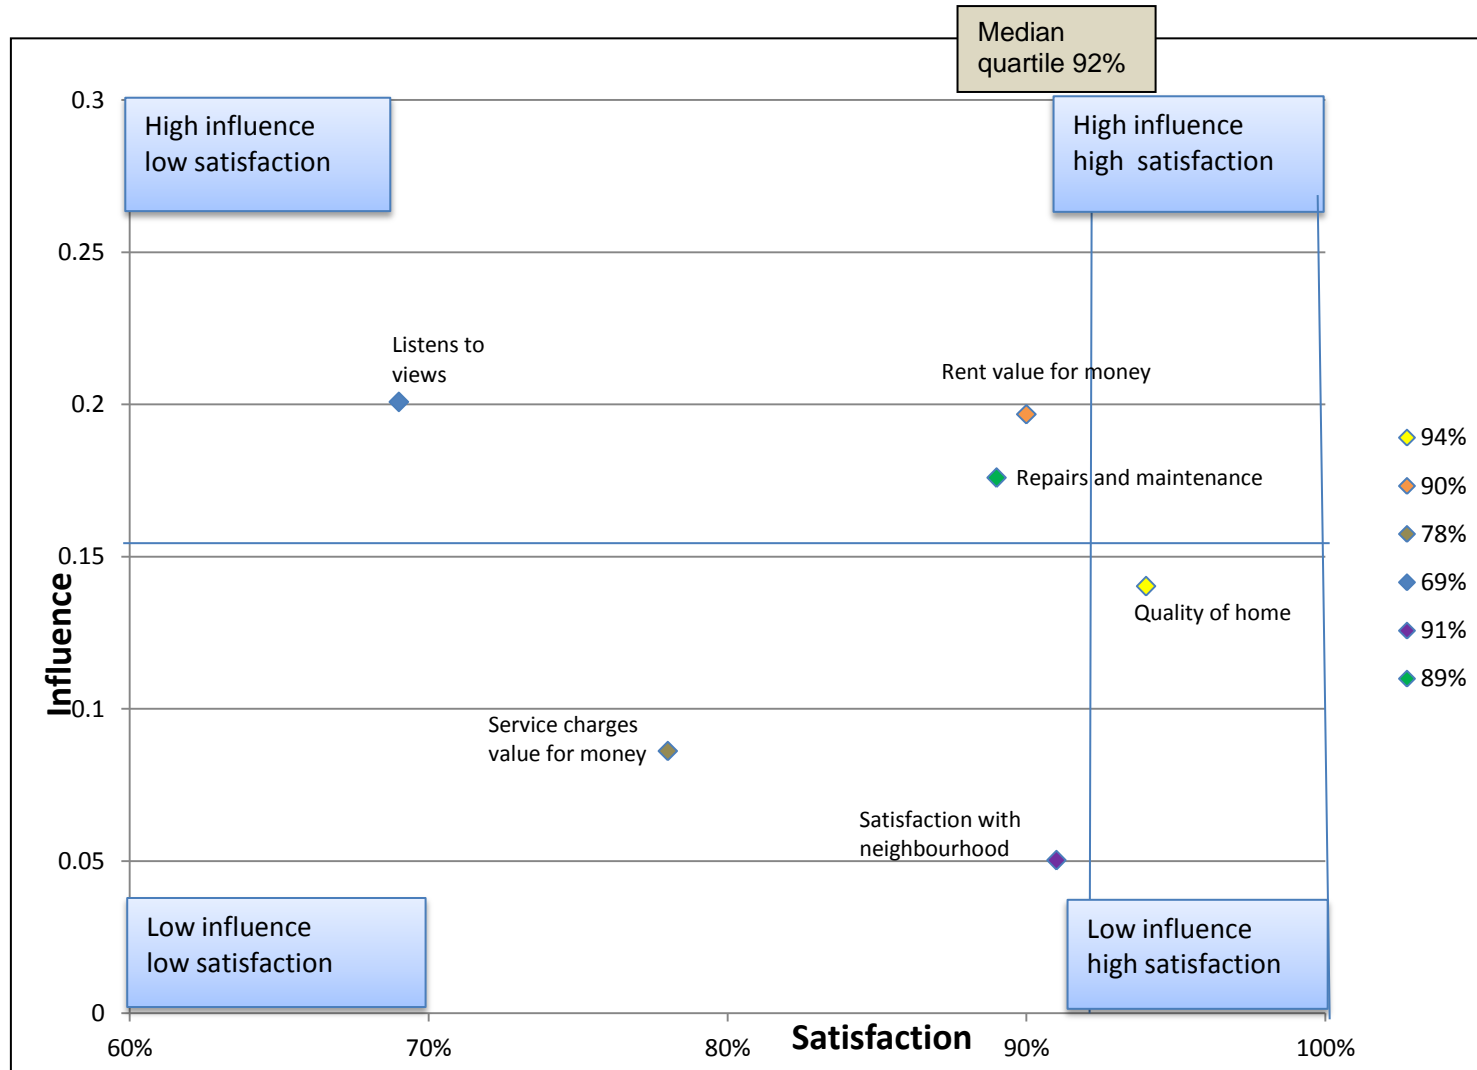 Median
quartile 92%
0.3
High influence
low satisfaction
High influence
high  satisfaction
0.25
Listens to
views
Rent value for money
0.2
94%
Repairs and maintenance
90%
78%
0.15
69%
Quality of home
91%
Influence
89%
0.1
Service charges
value for money
Satisfaction with
neighbourhood
0.05
Low influence
low satisfaction
Low influence
high satisfaction
0
60%
70%
80%
Satisfaction
90%
100%